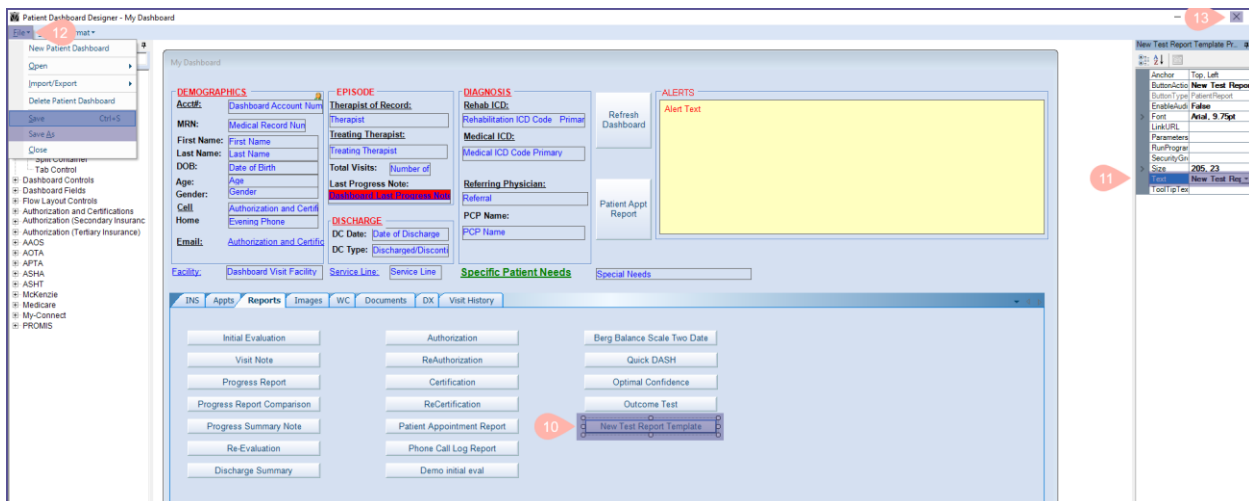 Patient Dashboard Designer - My Dashboard
13
File
12
rmat
New Patient Dashboard
Open
Import/Export
Delete Patient Dashboard
Save Ctrl+S
Save As
Close
Split Container
Tab Control
Dashboard Controls
Dashboard Fields
Flow Layout Controls
Authorization and Certifications
Authorization (Secondary Insuranc
Authorization (Tertiary Insurance)
AAOS
AOTA
APTA
ASHA
ASHT
McKenzie
Medicare
My-Connect
PROMIS
My Dashboard
DEMOGRAPHICS
Acct#: Dashboard Account Num
MRN: Medical Record Nun
First Name: First Name
Last Name: Last Name
DOB: Date of Birth
Age: Age
Gender: Gender
Cell Authorization and Certifi
Home Evening Phone
Email: Authorization and Certific
EPISODE
Therapist of Record:
Therapist
Treating Therapist:
Treating Therapist
Total Visits: Number of
Last Progress Note:
Dashboard Last Progress Note
DISCHARGE
DC Date: Date of Discharge
DC Type: Discharged/Disconti
DIAGNOSIS
Rehab ICD:
Rehabilitation ICD Code Primar
Medical ICD:
Medical ICD Code Primary
Referring Physician:
Referral
PCP Name:
PCP Name
Refresh
Dashboard
Patient Appt
Report
ALERTS
Alert Text
Facility: Dashboard Visit Facility Service Line: Service Line Specific Patient Needs Special Needs
INS Appts Reports Images WC Documents DX Visit History
Initial Evaluation Authorization Berg Balance Scale Two Date
Visit Note ReAuthorization Quick DASH
Progress Report Certification Optimal Confidence
Progress Report Comparison ReCertification Outcome Test
Progress Summary Note Patient Appointment Report 10 New Test Report Template
Re-Evaluation Phone Call Log Report
Discharge Summary Demo initial eval
New Test Report Template Pr..
Anchor Top, Left
ButtonActio New Test Repor
ButtonType PatientReport
EnableAudi False
Font Arial, 9.75pt
LinkURL
Parameters
RunProgran
SecurityGro
Size 205, 23
11
Text New Test Rep
ToolTipTex